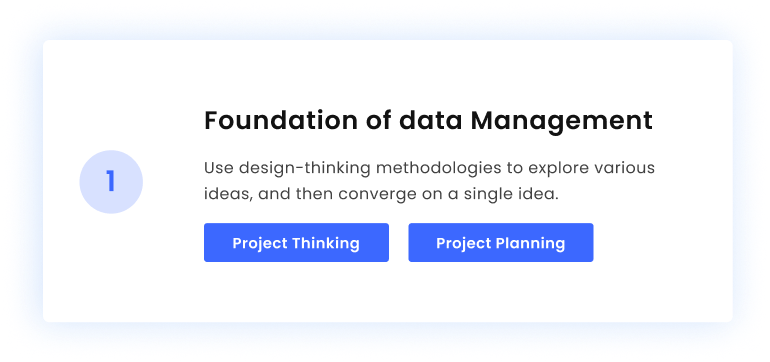 Foundation of data Management
1
Use design-thinking methodologies to explore various
ideas, and then converge on a single idea.
Project Thinking
Project Planning